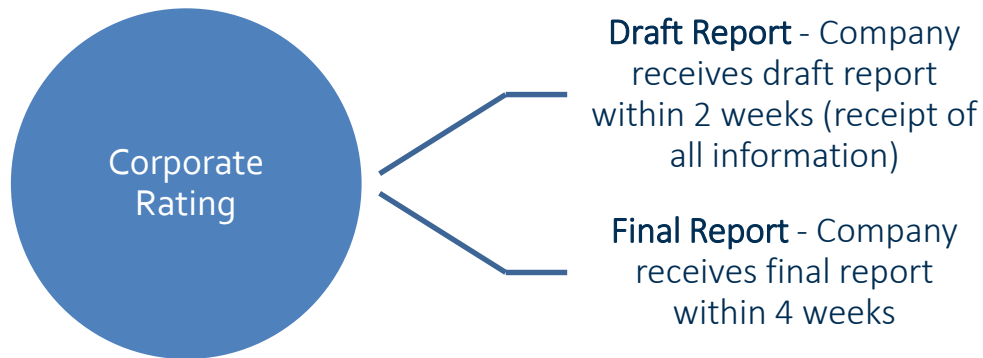 Corporate
Rating
Draft Report - Company
receives draft report
within 2 weeks (receipt of
all information)
Final Report - Company
receives final report
within 4 weeks